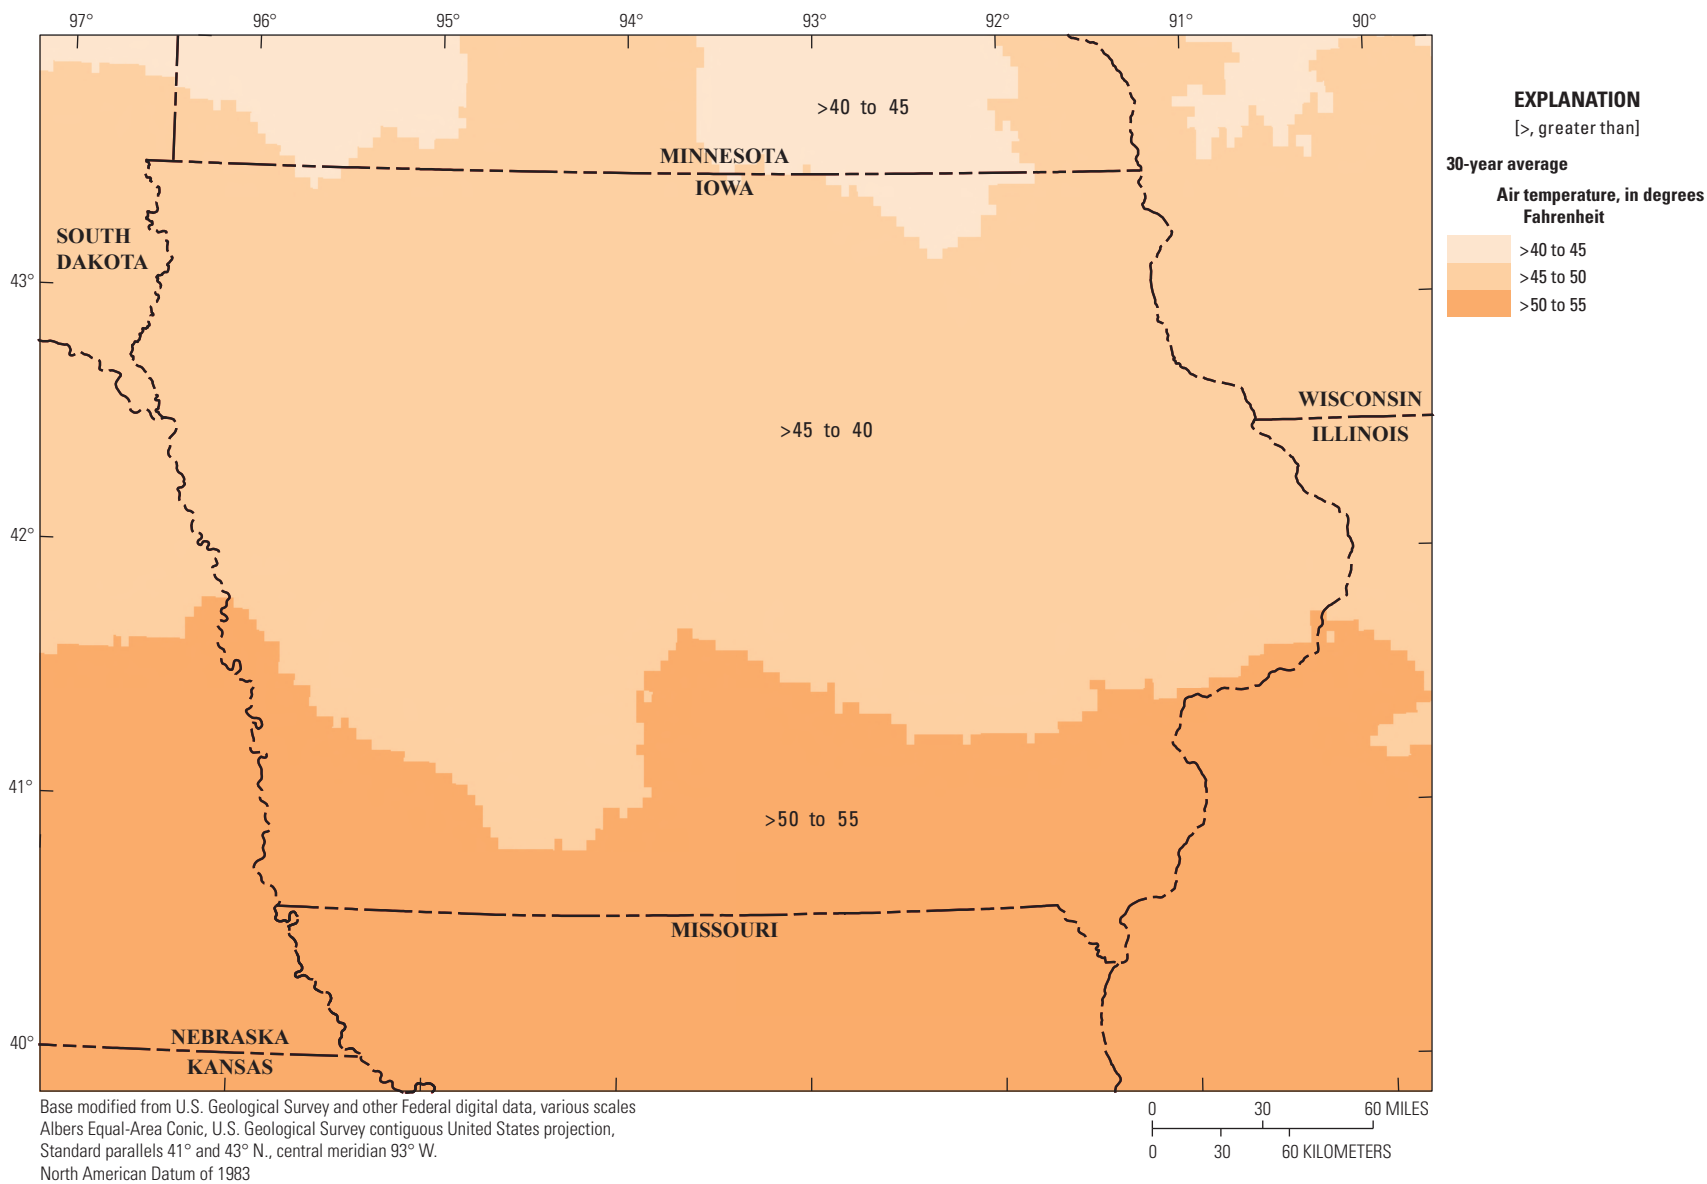 97° 96° 95° 94° 93° 92° 91° 90°
>40 to 45
MINNESOTA
IOWA
SOUTH
DAKOTA
43°
WISCONSIN
ILLINOIS
>45 to 40
42°
41°
>50 to 55
MISSOURI
40°
NEBRASKA
KANSAS
EXPLANATION
[>, greater than]
30-year average
Air temperature, in degrees
Fahrenheit
>40 to 45
>45 to 50
>50 to 55
Base modified from U.S. Geological Survey and other Federal digital data, various scales
Albers Equal-Area Conic, U.S. Geological Survey contiguous United States projection,
Standard parallels 41° and 43° N., central meridian 93° W.
North American Datum of 1983
0 30 60 MILES
0 30 60 KILOMETERS